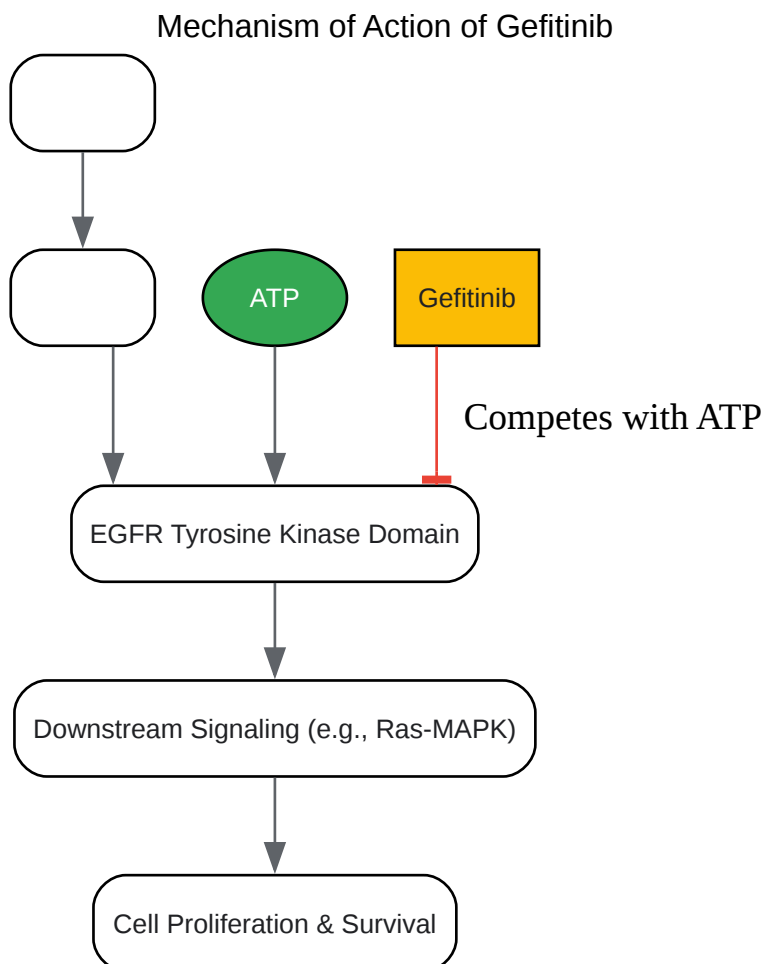 Mechanism of Action of Gefitinib
ATP
Gefitinib
Competes with ATP
EGFR Tyrosine Kinase Domain
Downstream Signaling (e.g., Ras-MAPK)
Cell Proliferation & Survival